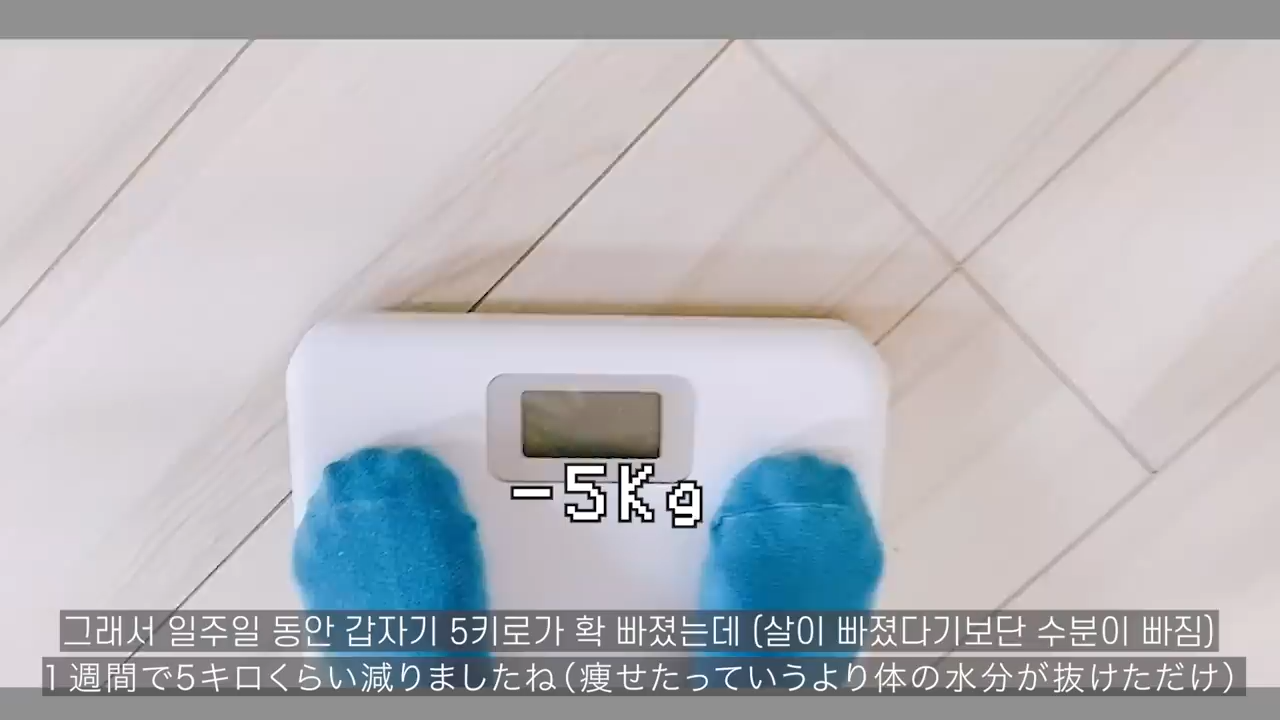 -5Kg
그래서 일주일 동안 갑자기 5키로가 확 빠졌는데 (살이 빠졌다기보단 수분이 빠짐)
1週間で5キロくらい減りましたね(痩せたっていうより体の水分が抜けただけ)